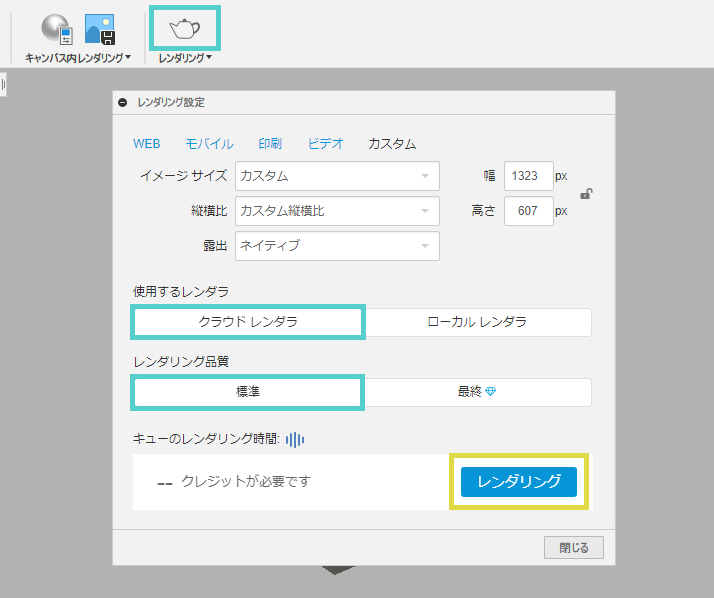 キャンバス内レンダリング▼
レンダリング▼
レンダリング設定
WEB モバイル 印刷 ビデオ カスタム
イメージ サイズ カスタム 幅 1323 px
縦横比 カスタム縦横比 高さ 607 px
露出 ネイティブ
使用するレンダラ
クラウド レンダラ ローカル レンダラ
レンダリング品質
標準 最終
キューのレンダリング時間:
-- クレジットが必要です レンダリング
閉じる